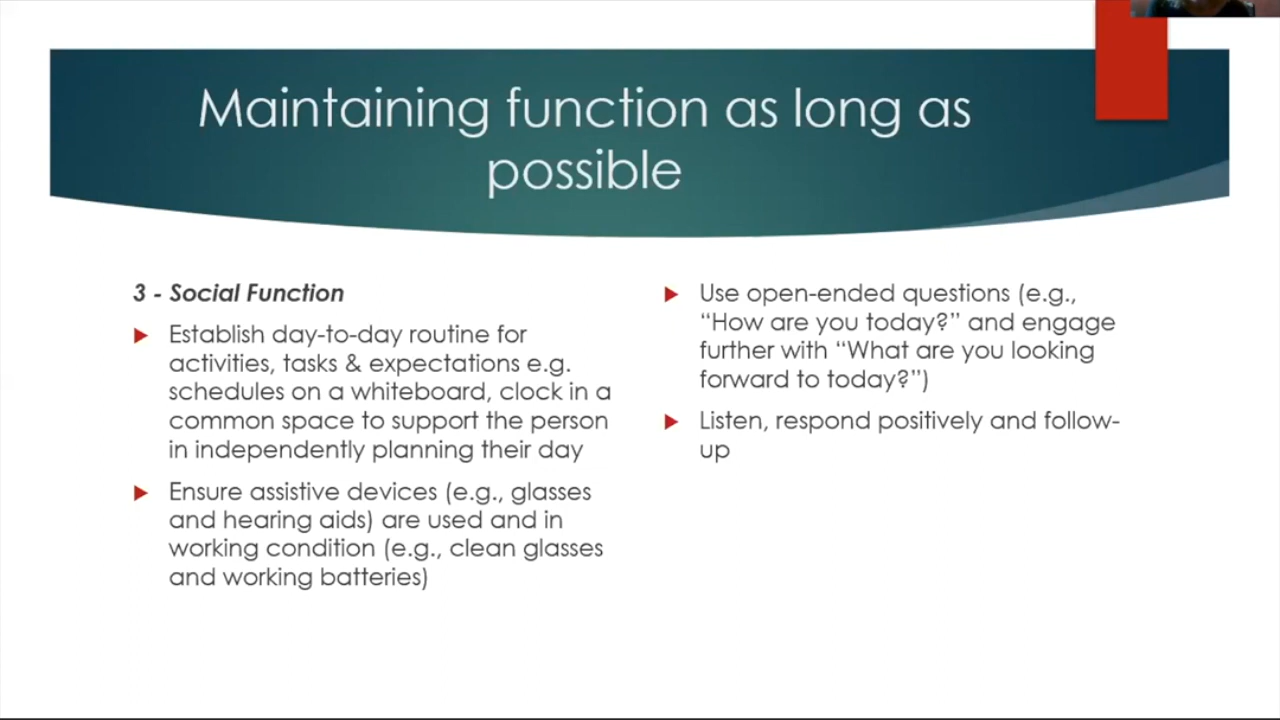 Maintaining function as long as
possible
3 - Social Function
Establish day-to-day routine for
activities, tasks & expectations e.g.
schedules on a whiteboard, clock in a
common space to support the person
in independently planning their day
Ensure assistive devices (e.g., glasses
and hearing aids) are used and in
working condition (e.g., clean glasses
and working batteries)
Use open-ended questions (e.g.,
“How are you today?” and engage
further with “What are you looking
forward to today?”)
Listen, respond positively and follow-
up